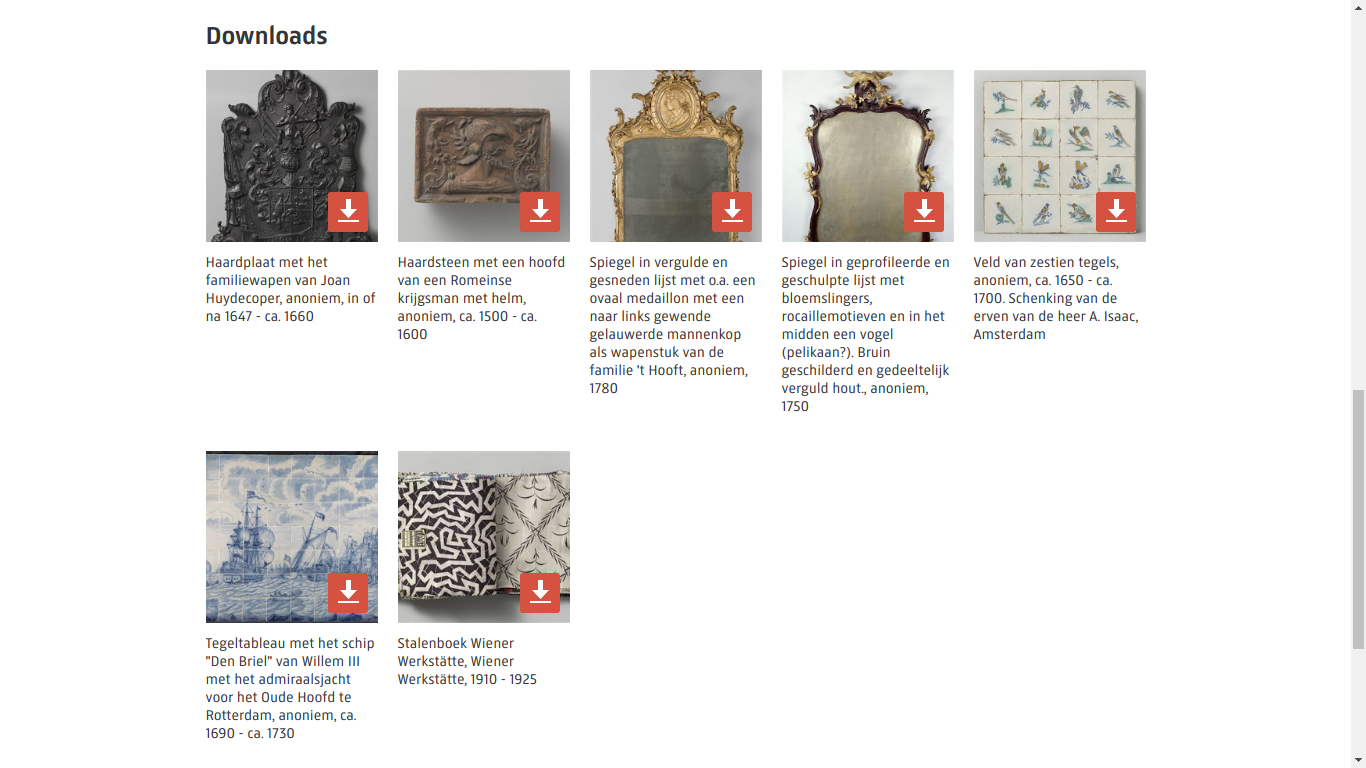 Downloads
Haardplaat met het
familiewapen van Joan
Huydecoper, anoniem, in of
na 1647 - ca. 1660
Haardsteen met een hoofd
van een Romeinse
krijgsman met helm,
anoniem, ca. 1500 - ca.
1600
Spiegel in vergulde en
gesneden lijst met o.a. een
ovaal medaillon met een
naar links gewende
gelauwerde mannenkop
als wapenstuk van de
familie 't Hooft, anoniem,
1780
Spiegel in geprofileerde en
geschulpte lijst met
bloemslingers,
rocaillemotieven en in het
midden een vogel
(pelikaan?). Bruin
geschilderd en gedeeltelijk
verguld hout., anoniem,
1750
Veld van zestien tegels,
anoniem, ca. 1650 - ca.
1700. Schenking van de
erven van de heer A. Isaac,
Amsterdam
Tegeltableau met het schip
"Den Briel" van Willem III
met het admiraalsjacht
voor het Oude Hoofd te
Rotterdam, anoniem, ca.
1690 - ca. 1730
Stalenboek Wiener
Werkstätte, Wiener
Werkstätte, 1910 - 1925